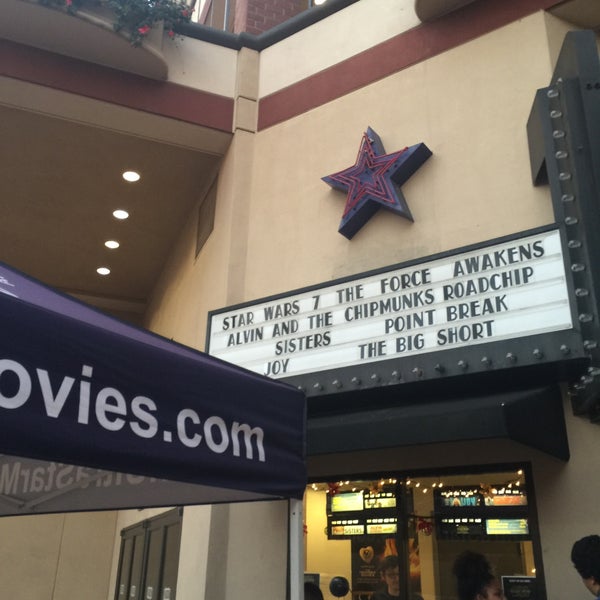 STAR WARS 7 THE FORCE AWAKENS
ALVIN AND THE CHIPMUNKS ROADCHIP
SISTERS POINT BREAK
JOY THE BIG SHORT
ovies.com
SISTERS